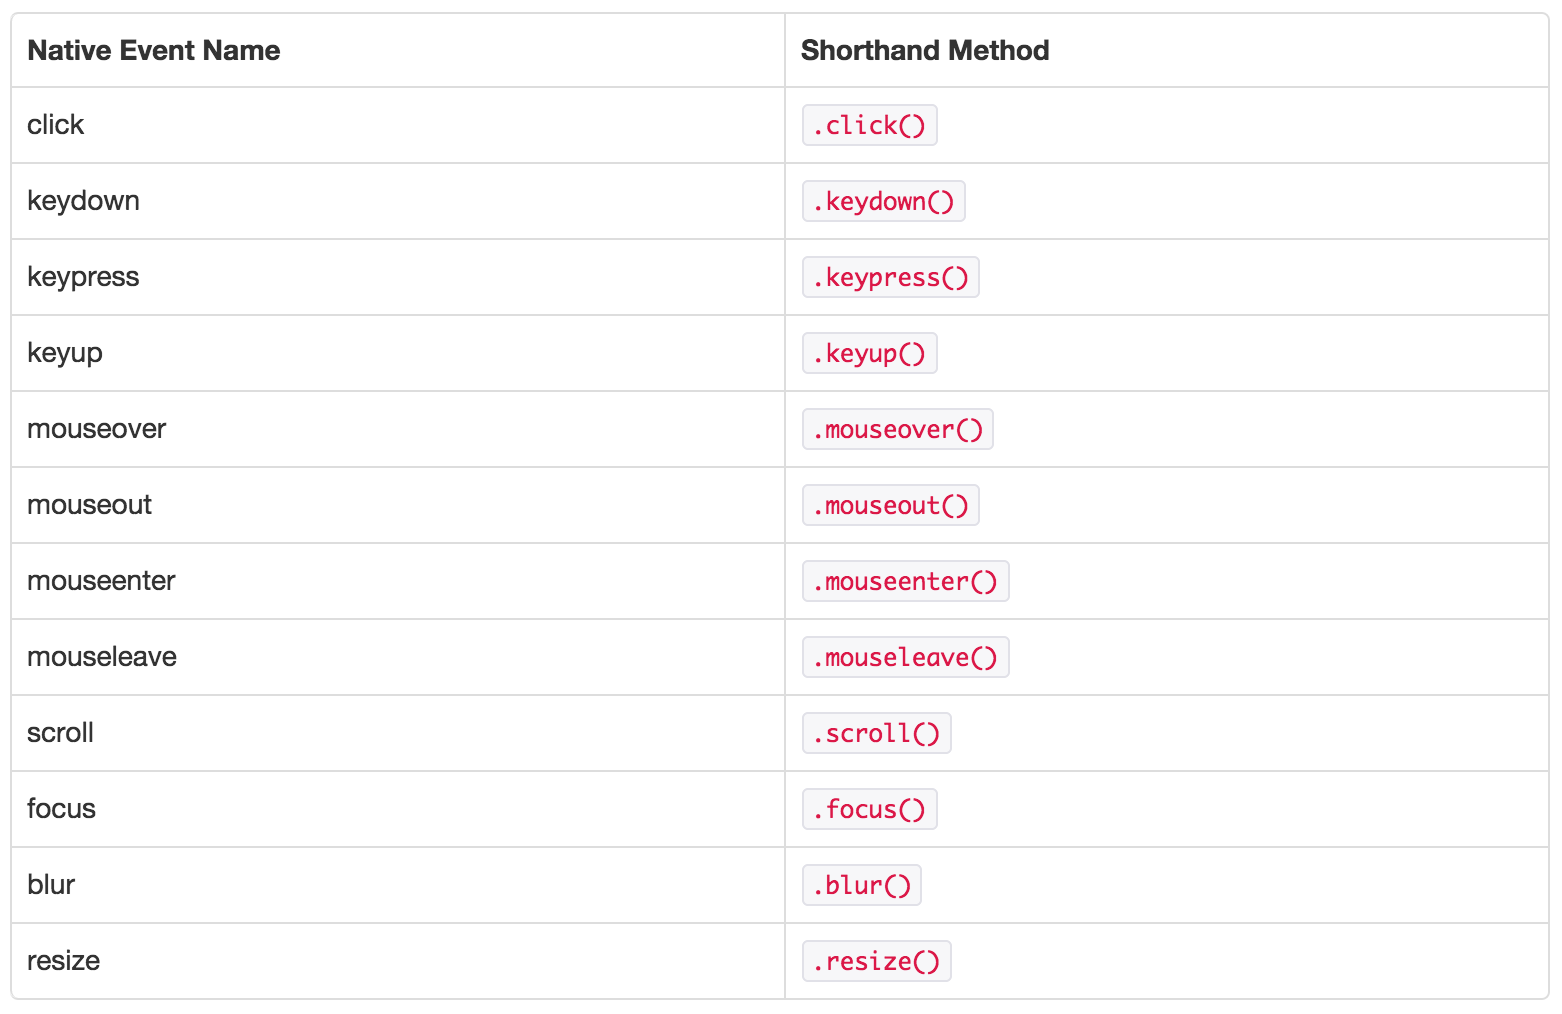 Native Event Name Shorthand Method
click .click()
keydown .keydown()
keypress .keypress()
keyup .keyup()
mouseover .mouseover()
mouseout .mouseout()
mouseenter .mouseenter()
mouseleave .mouseleave()
scroll .scroll()
focus .focus()
blur .blur()
resize .resize()